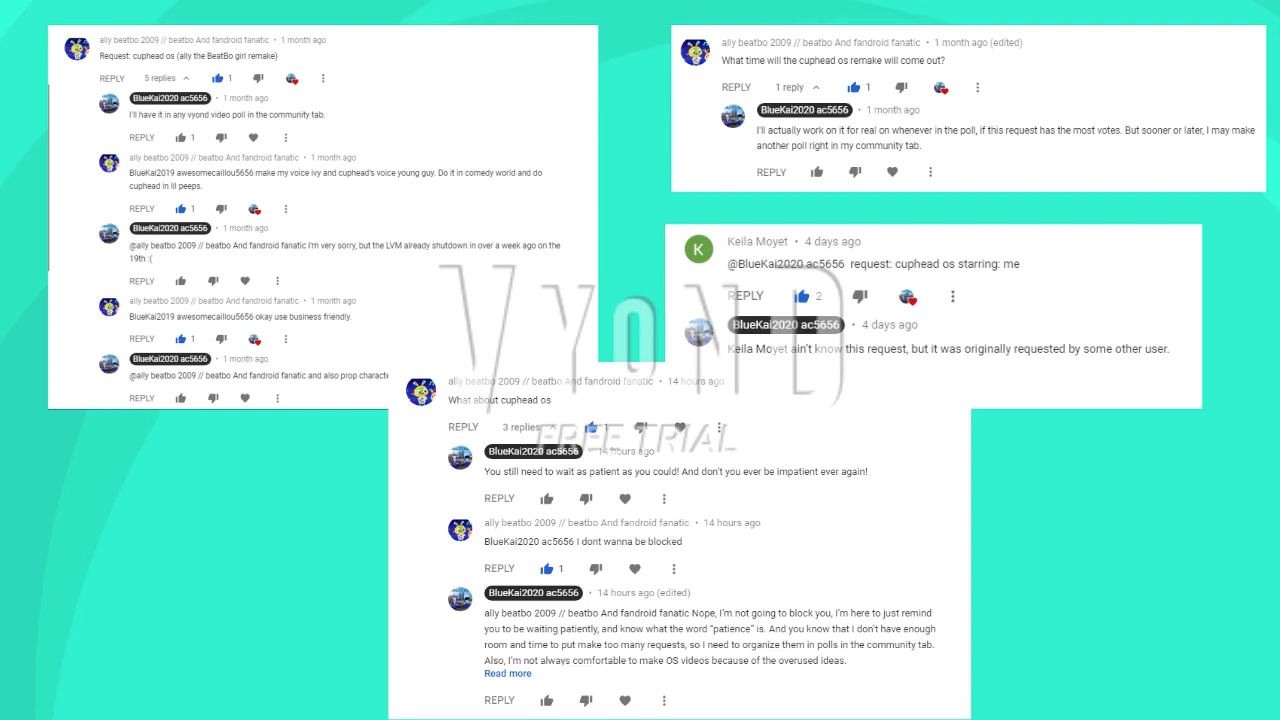 ally beatbo 2009 // beatbo And fandroid fanatic • 1 month ago
Request: cuphead os (ally the BeatBo girl remake)
REPLY 5 replies 1
BlueKai2020 ac5656 • 1 month ago
I'll have it in any vyond video poll in the community tab.
REPLY 1
ally beatbo 2009 // beatbo And fandroid fanatic • 1 month ago
BlueKai2019 awesomecaillou5656 make my voice ivy and cuphead's voice young guy. Do it in comedy world and do
cuphead in lil peeps.
REPLY 1
BlueKai2020 ac5656 • 1 month ago
@ally beatbo 2009 // beatbo And fandroid fanatic I'm very sorry, but the LVM already shutdown in over a week ago on the
19th :(
REPLY
ally beatbo 2009 // beatbo And fandroid fanatic • 1 month ago
BlueKai2019 awesomecaillou5656 okay use business friendly.
REPLY 1
BlueKai2020 ac5656 • 1 month ago
@ally beatbo 2009 // beatbo And fandroid fanatic and also prop characte
REPLY
ally beatbo 2009 // beatbo And fandroid fanatic • 1 month ago (edited)
What time will the cuphead os remake will come out?
REPLY 1 reply 1
BlueKai2020 ac5656 • 1 month ago
I'll actually work on it for real on whenever in the poll, if this request has the most votes. But sooner or later, I may make
another poll right in my community tab.
REPLY
K
Keila Moyet • 4 days ago
@BlueKai2020 ac5656 request: cuphead os starring: me
REPLY 2
BlueKai2020 ac5656 • 4 days ago
Keila Moyet ain't know this request, but it was originally requested by some other user.
VYOND
FREE TRIAL
ally beatbo 2009 // beatbo And fandroid fanatic • 14 hours ago
What about cuphead os
REPLY 3 replies 1
BlueKai2020 ac5656 • 14 hours ago
You still need to wait as patient as you could! And don't you ever be impatient ever again!
REPLY
ally beatbo 2009 // beatbo And fandroid fanatic • 14 hours ago
BlueKai2020 ac5656 I dont wanna be blocked
REPLY 1
BlueKai2020 ac5656 • 14 hours ago (edited)
ally beatbo 2009 // beatbo And fandroid fanatic Nope, I'm not going to block you, I'm here to just remind
you to be waiting patiently, and know what the word "patience" is. And you know that I don't have enough
room and time to put make too many requests, so I need to organize them in polls in the community tab.
Also, I'm not always comfortable to make OS videos because of the overused ideas.
Read more
REPLY